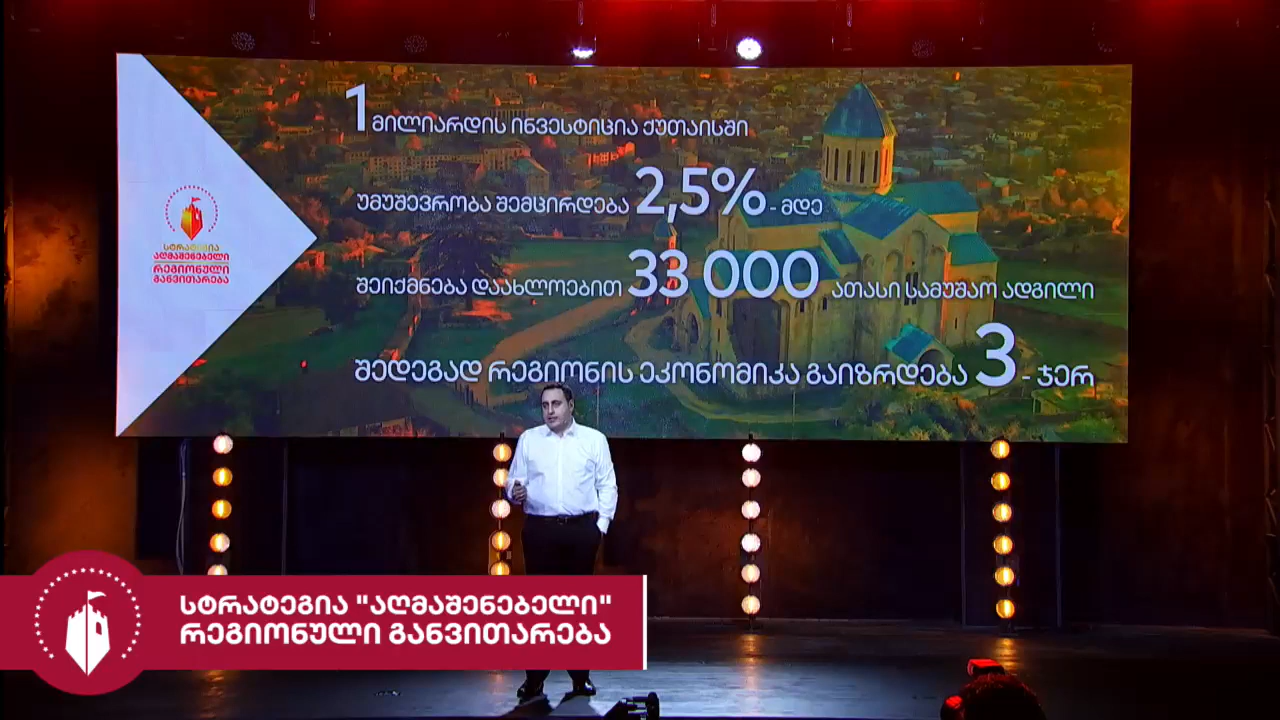 1 მილიარდის ინვესტიცია ქუთაისში
უმუშევრობა შემცირდება 2,5% - მდე
შეიქმნება დაახლოებით 33 000 ათასი სამუშაო ადგილი
შედეგად რეგიონის ეკონომიკა გაიზრდება 3 - ჯერ
სტრატეგია
აღმაშენებელი
რეგიონული
განვითარება
სტრატეგია "აღმაშენებელი"
რეგიონული განვითარება